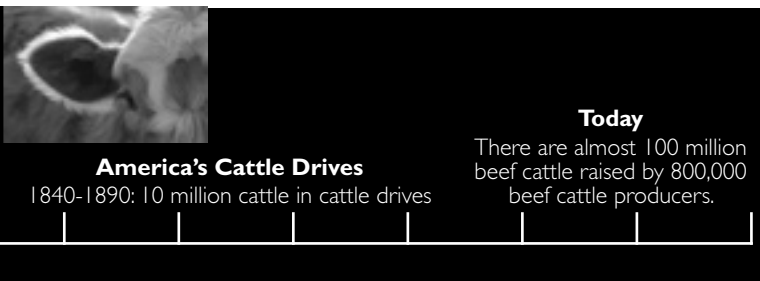 America's Cattle Drives
1840-1890: 10 million cattle in cattle drives
Today
There are almost 100 million
beef cattle raised by 800,000
beef cattle producers.